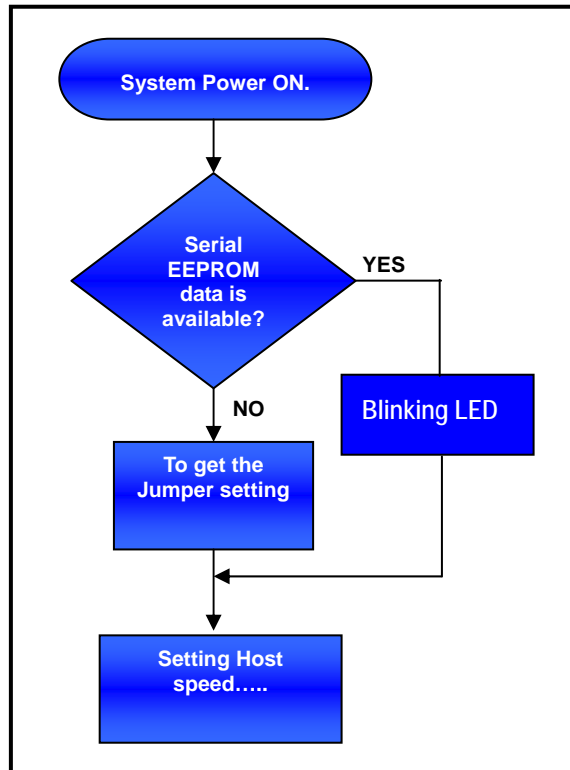 System Power ON.
Serial
EEPROM
data is
available?
YES
NO
Blinking LED
To get the
Jumper setting
Setting Host
speed…..